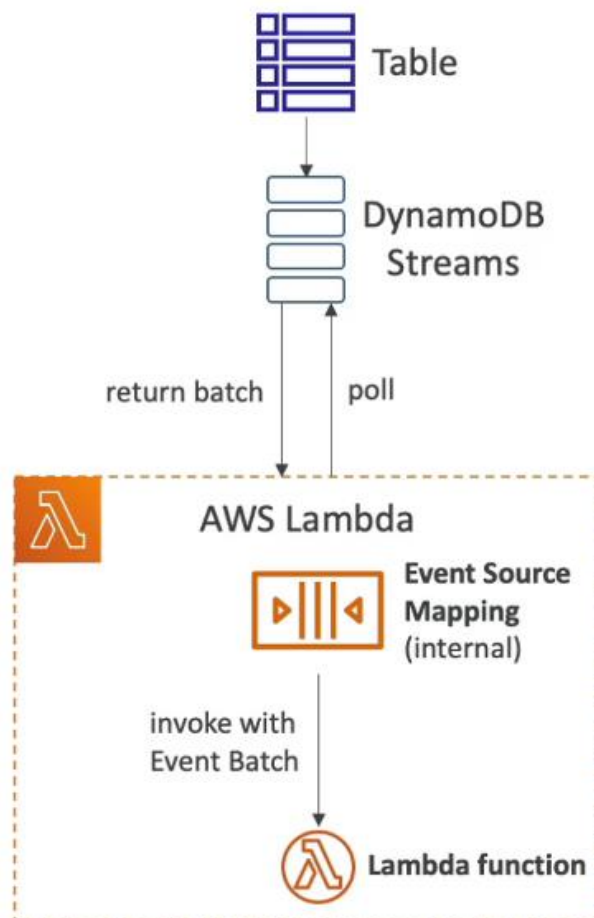 Table
DynamoDB
Streams
return batch
poll
AWS Lambda
Event Source
Mapping
(internal)
invoke with
Event Batch
Lambda function